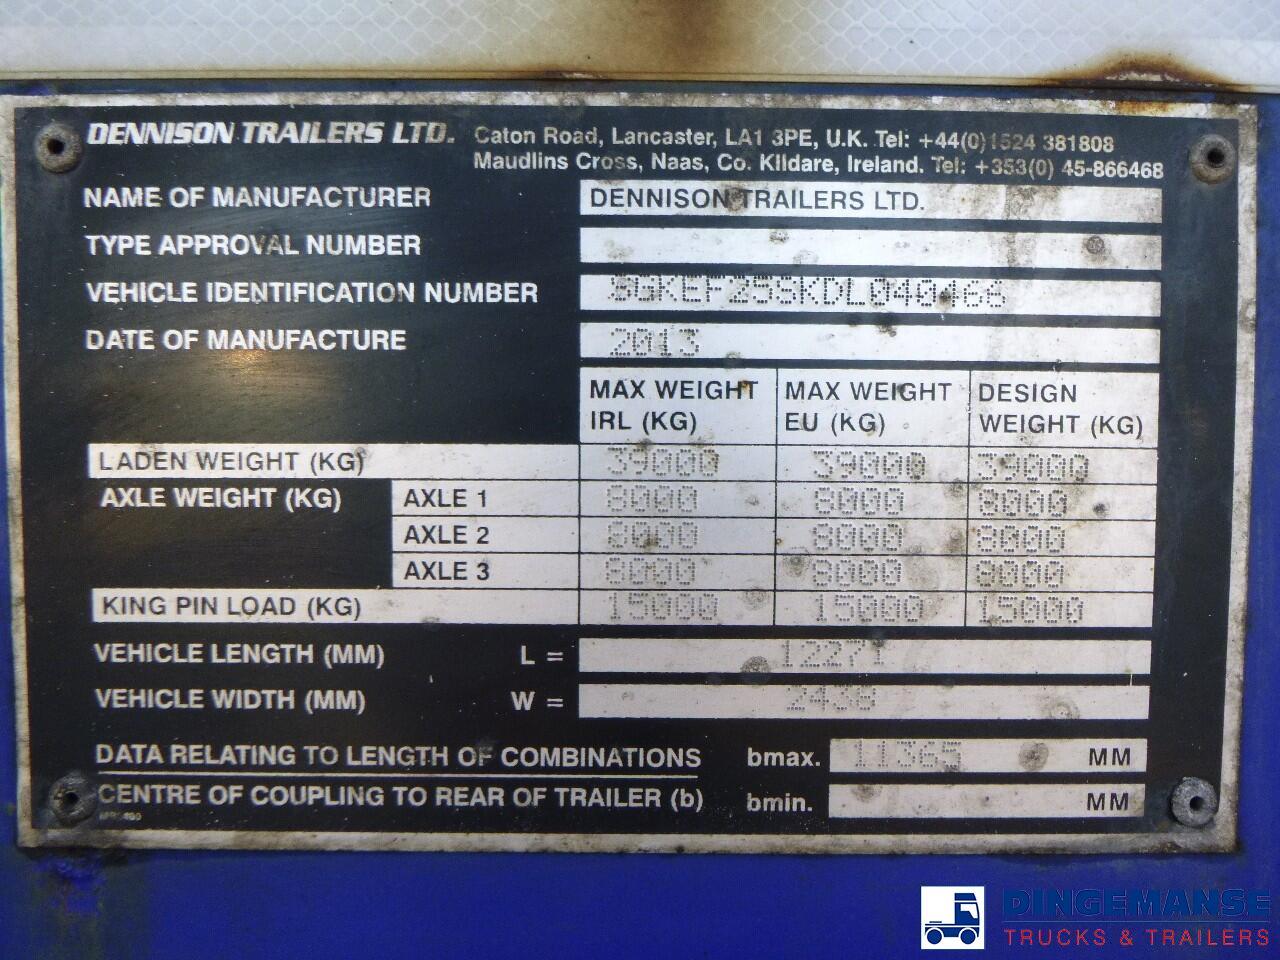 DENNISON TRAILERS LTD. Caton Road, Lancaster, LA1 3PE, U.K. Tel: +44(0)1524 381808
Maudlins Cross, Naas, Co. Kildare, Ireland. Tel: +353(0) 45-866468
NAME OF MANUFACTURER DENNISON TRAILERS LTD.
TYPE APPROVAL NUMBER
VEHICLE IDENTIFICATION NUMBER
DATE OF MANUFACTURE 2013
MAX WEIGHT IRL (KG) MAX WEIGHT EU (KG) DESIGN WEIGHT (KG)
LADEN WEIGHT (KG) 39000 39000 39000
AXLE WEIGHT (KG) AXLE 1 8000 8000 8000
AXLE 2 8000 8000 8000
AXLE 3 8000 8000 8000
KING PIN LOAD (KG) 15000 15000 15000
VEHICLE LENGTH (MM) L = 12271
VEHICLE WIDTH (MM) W = 2438
DATA RELATING TO LENGTH OF COMBINATIONS bmax. 11365 MM
CENTRE OF COUPLING TO REAR OF TRAILER (b) bmin. MM
DINGEMANSE
TRUCKS & TRAILERS